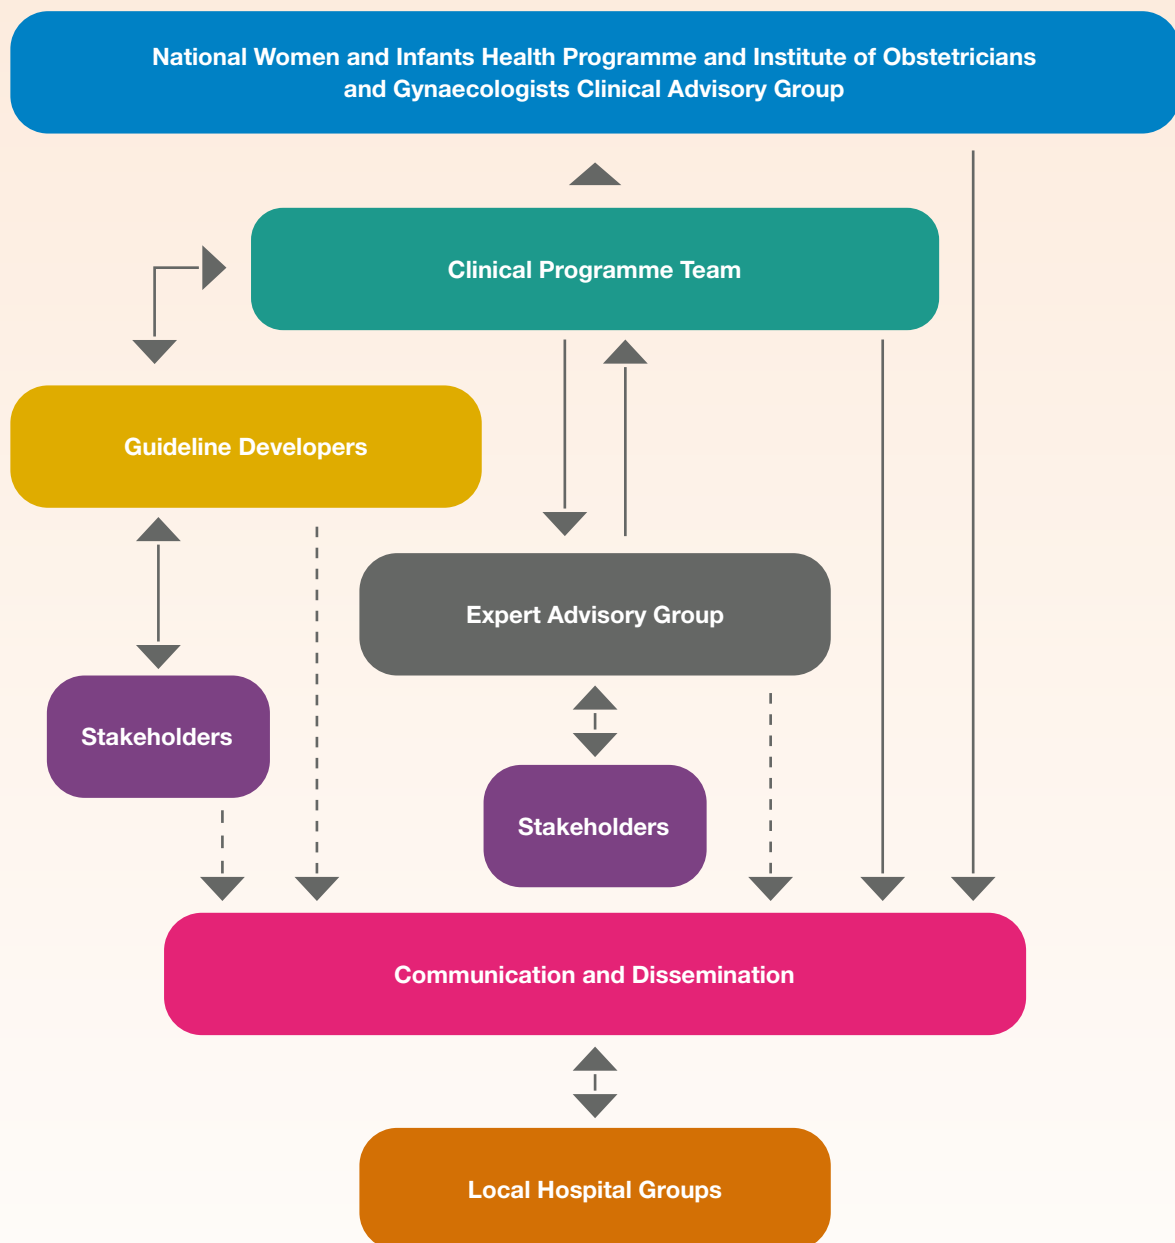 National Women and Infants Health Programme and Institute of Obstetricians
and Gynaecologists Clinical Advisory Group
Clinical Programme Team
Guideline Developers
Expert Advisory Group
Stakeholders
Stakeholders
Communication and Dissemination
Local Hospital Groups